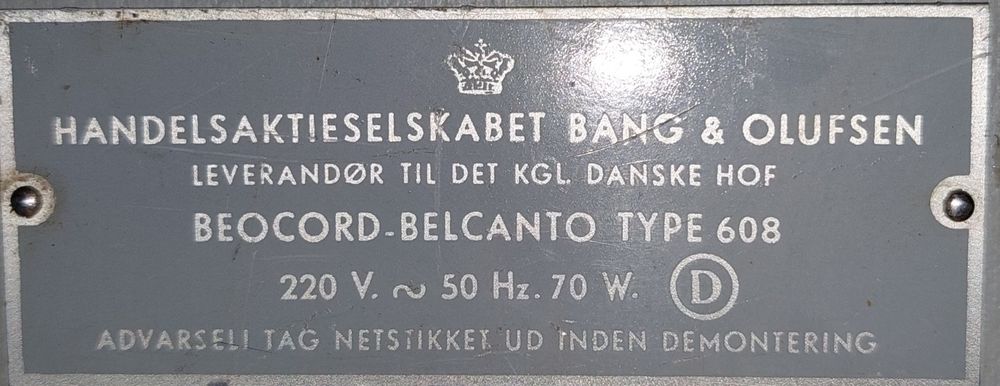 HANDELSAKTIESELSKABET BANG & OLUFSEN
LEVERANDØR TIL DET KGL. DANSKE HOF
BEOCORD-BELCANTO TYPE 608
220 V. ~ 50 Hz. 70 W. D
ADVARSEL! TAG NETSTIKKET UD INDEN DEMONTERING